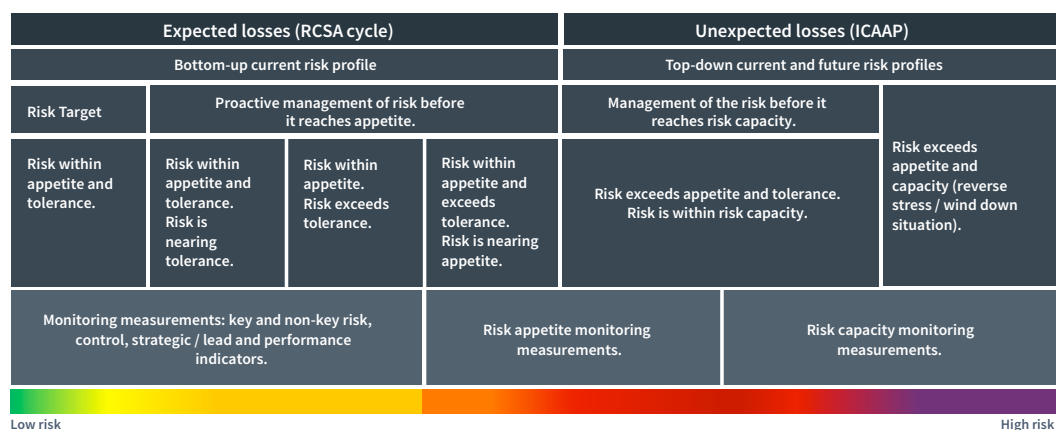 Expected losses (RCSA cycle)
Unexpected losses (ICAAP)
Bottom-up current risk profile
Top-down current and future risk profiles
Risk Target
Proactive management of risk before
it reaches appetite.
Management of the risk before it
reaches risk capacity.
Risk exceeds
appetite and
capacity (reverse
stress / wind down
situation).
Risk within
appetite and
tolerance.
Risk within
appetite and
tolerance.
Risk is
nearing
tolerance.
Risk within
appetite.
Risk exceeds
tolerance.
Risk within
appetite and
exceeds
tolerance.
Risk is nearing
appetite.
Risk exceeds appetite and tolerance.
Risk is within risk capacity.
Monitoring measurements: key and non-key risk,
control, strategic / lead and performance
indicators.
Risk appetite monitoring
measurements.
Risk capacity monitoring
measurements.
Low risk
High risk